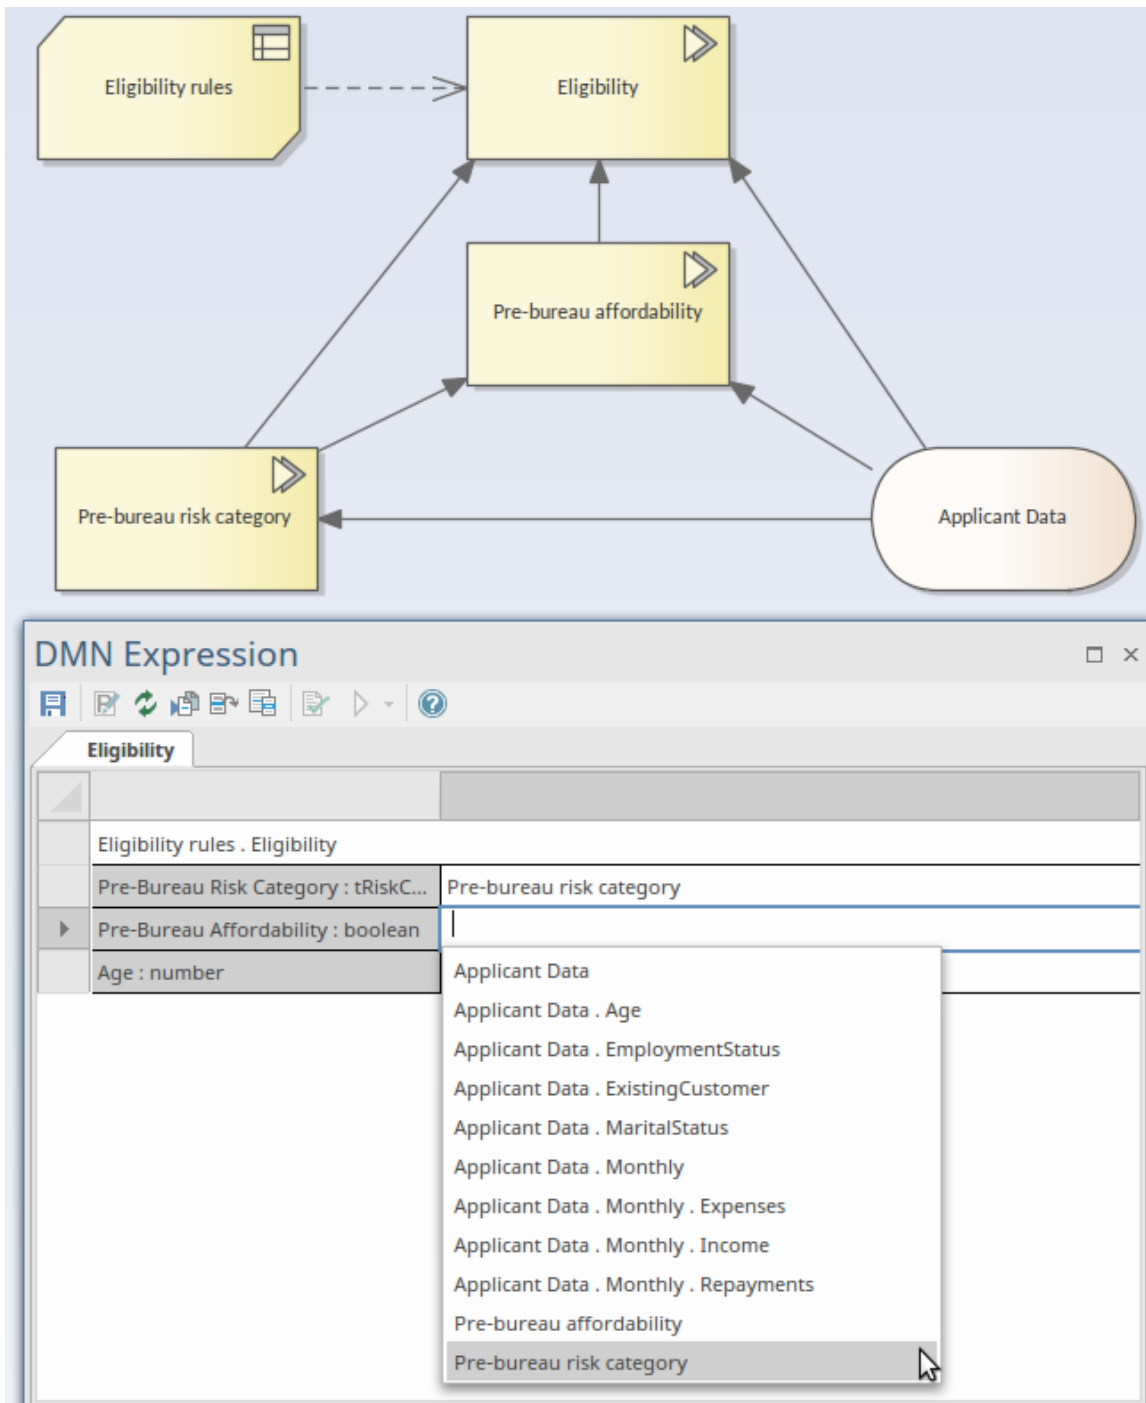 Eligibility rules
Eligibility
Pre-bureau affordability
Pre-bureau risk category
Applicant Data
DMN Expression
Eligibility
Eligibility rules . Eligibility
Pre-Bureau Risk Category : tRiskC...
Pre-bureau risk category
Pre-Bureau Affordability : boolean
Age : number
Applicant Data
Applicant Data . Age
Applicant Data . EmploymentStatus
Applicant Data . ExistingCustomer
Applicant Data . MaritalStatus
Applicant Data . Monthly
Applicant Data . Monthly . Expenses
Applicant Data . Monthly . Income
Applicant Data . Monthly . Repayments
Pre-bureau affordability
Pre-bureau risk category